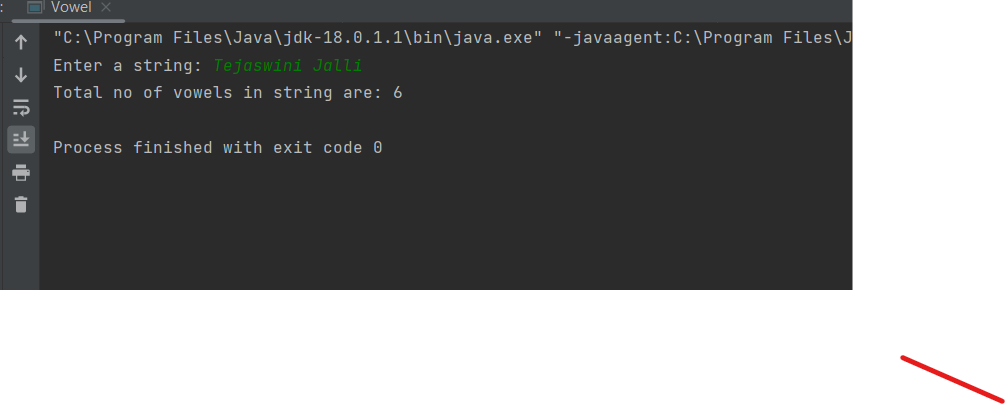 : Vowel
"C:\Program Files\Java\jdk-18.0.1.1\bin\java.exe" "-javaagent:C:\Program Files\J
Enter a string: Tejaswini Jalli
Total no of vowels in string are: 6
Process finished with exit code 0